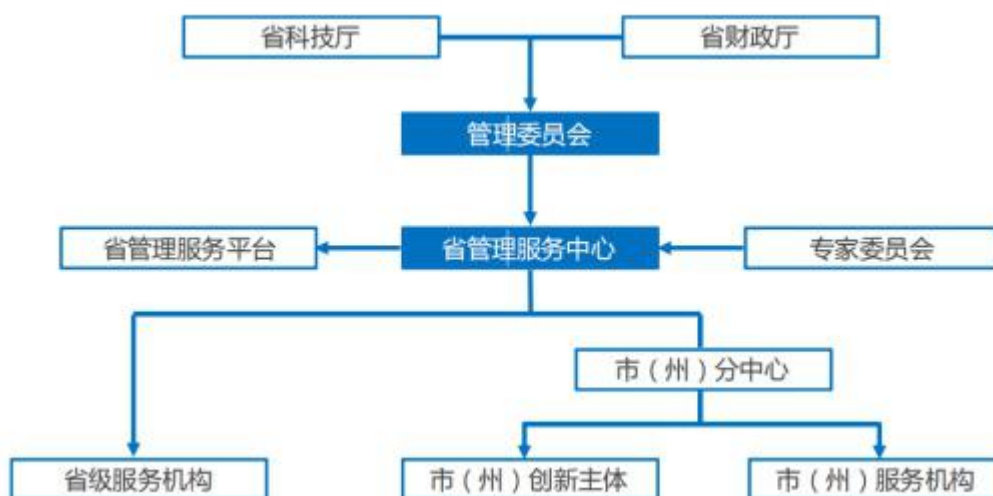 省科技厅
省财政厅
管理委员会
省管理服务平台
省管理服务中心
专家委员会
市（州）分中心
省级服务机构
市（州）创新主体
市（州）服务机构